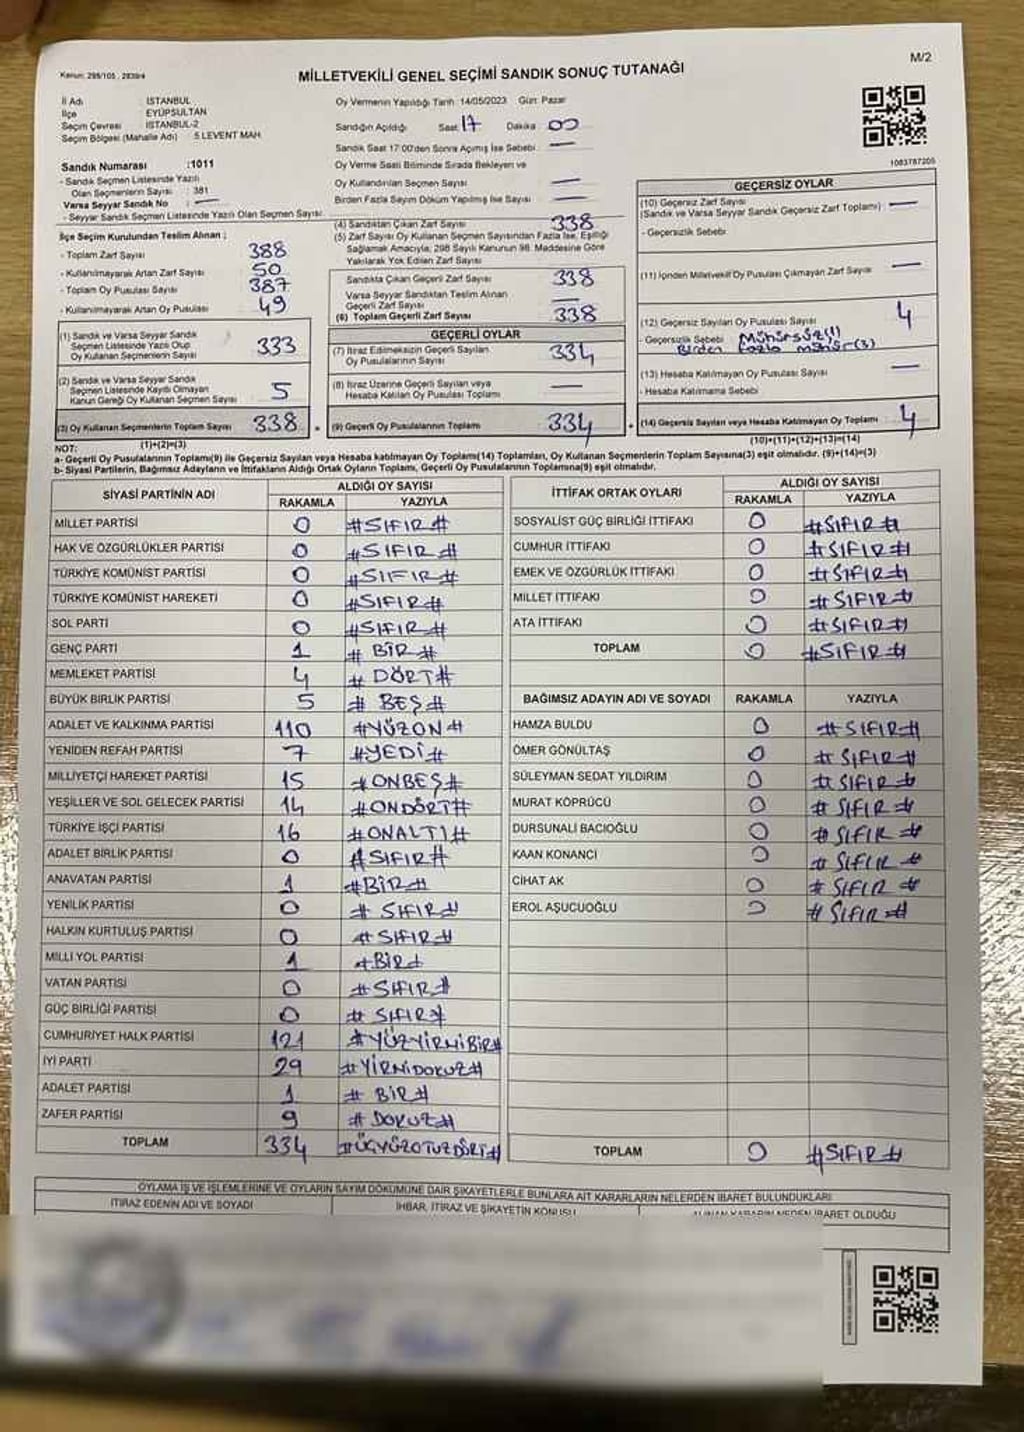 M/2
Kanun: 298/105, 2839/4
MİLLETVEKİLİ GENEL SEÇİMİ SANDIK SONUÇ TUTANAĞI
İl Adı : İSTANBUL
İlçe : EYÜPSULTAN
Seçim Çevresi : İSTANBUL-2
Seçim Bölgesi (Mahalle Adı) : 5.LEVENT MAH.
Sandık Numarası :1011
- Sandık Seçmen Listesinde Yazılı
Olan Seçmenlerin Sayısı : 381
Varsa Seyyar Sandık No : —
- Seyyar Sandık Seçmen Listesinde Yazılı Olan Seçmen Sayısı:
İlçe Seçim Kurulundan Teslim Alınan :
- Toplam Zarf Sayısı 388
- Kullanılmayarak Artan Zarf Sayısı 50
- Toplam Oy Pusulası Sayısı 387
- Kullanılmayarak Artan Oy Pusulası 49
(1) Sandık ve Varsa Seyyar Sandık
Seçmen Listesinde Yazılı Olup
Oy Kullanan Seçmenlerin Sayısı 333
(2) Sandık ve Varsa Seyyar Sandık
Seçmen Listesinde Kayıtlı Olmayan
Kanun Gereği Oy Kullanan Seçmen Sayısı 5
(3) Oy Kullanan Seçmenlerin Toplam Sayısı 338
(1)+(2)=(3)
Oy Vermenin Yapıldığı Tarih :14/05/2023 Gün: Pazar
Sandığın Açıldığı Saat: 17 Dakika 00
Sandık Saat 17:00'den Sonra Açılmış İse Sebebi: —
Oy Verme Saati Bitiminde Sırada Bekleyen ve
Oy Kullandırılan Seçmen Sayısı —
Birden Fazla Sayım Döküm Yapılmış İse Sayısı —
(4) Sandıktan Çıkan Zarf Sayısı 338
(5) Zarf Sayısı Oy Kullanan Seçmen Sayısından Fazla İse, Eşitliği
Sağlamak Amacıyla, 298 Sayılı Kanunun 98. Maddesine Göre
Yakılarak Yok Edilen Zarf Sayısı
Sandıkta Çıkan Geçerli Zarf Sayısı 338
Varsa Seyyar Sandıktan Teslim Alınan
Geçerli Zarf Sayısı —
(6) Toplam Geçerli Zarf Sayısı 338
GEÇERLİ OYLAR
(7) İtiraz Edilmeksizin Geçerli Sayılan
Oy Pusulalarının Sayısı 334
(8) İtiraz Üzerine Geçerli Sayılan veya
Hesaba Katılan Oy Pusulası Toplamı —
(9) Geçerli Oy Pusulalarının Toplamı 334
1083787205
GEÇERSİZ OYLAR
(10) Geçersiz Zarf Sayısı
(Sandık ve Varsa Seyyar Sandık Geçersiz Zarf Toplamı) : —
- Geçersizlik Sebebi
(11) İçinden Milletvekili Oy Pusulası Çıkmayan Zarf Sayısı —
(12) Geçersiz Sayılan Oy Pusulası Sayısı 4
- Geçersizlik Sebebi Mühürsüz(1)
Birden fazla mühür(3)
(13) Hesaba Katılmayan Oy Pusulası Sayısı —
- Hesaba Katılmama Sebebi
(14) Geçersiz Sayılan veya Hesaba Katılmayan Oy Toplamı 4
(10)+(11)+(12)+(13)=(14)
NOT:
a- Geçerli Oy Pusulalarının Toplamı(9) ile Geçersiz Sayılan veya Hesaba katılmayan Oy Toplamı(14) Toplamları, Oy Kullanan Seçmenlerin Toplam Sayısına(3) eşit olmalıdır. (9)+(14)=(3)
b- Siyasi Partilerin, Bağımsız Adayların ve İttifakların Aldığı Ortak Oyların Toplamı, Geçerli Oy Pusulalarının Toplamına(9) eşit olmalıdır.
SİYASİ PARTİNİN ADI ALDIĞI OY SAYISI
RAKAMLA YAZIYLA
MİLLET PARTİSİ 0 #SIFIR#
HAK VE ÖZGÜRLÜKLER PARTİSİ 0 #SIFIR#
TÜRKİYE KOMÜNİST PARTİSİ 0 #SIFIR#
TÜRKİYE KOMÜNİST HAREKETİ 0 #SIFIR#
SOL PARTİ 0 #SIFIR#
GENÇ PARTİ 1 # BİR #
MEMLEKET PARTİSİ 4 # DÖRT#
BÜYÜK BİRLİK PARTİSİ 5 # BEŞ#
ADALET VE KALKINMA PARTİSİ 110 #YÜZON#
YENİDEN REFAH PARTİSİ 7 #YEDİ#
MİLLİYETÇİ HAREKET PARTİSİ 15 #ONBEŞ#
YEŞİLLER VE SOL GELECEK PARTİSİ 14 #ONDÖRT#
TÜRKİYE İŞÇİ PARTİSİ 16 #ONALTI#
ADALET BİRLİK PARTİSİ 0 #SIFIR#
ANAVATAN PARTİSİ 1 #BİR#
YENİLİK PARTİSİ 0 # SIFIR#
HALKIN KURTULUŞ PARTİSİ 0 #SIFIR#
MİLLİ YOL PARTİSİ 1 #BİR#
VATAN PARTİSİ 0 #SIFIR#
GÜÇ BİRLİĞİ PARTİSİ 0 # SIFIR#
CUMHURİYET HALK PARTİSİ 121 #YÜZYİRMİBİR#
İYİ PARTİ 29 #YİRMİDOKUZ#
ADALET PARTİSİ 1 # BİR#
ZAFER PARTİSİ 9 # DOKUZ#
TOPLAM 334 #ÜÇYÜZOTUZDÖRT#
İTTİFAK ORTAK OYLARI ALDIĞI OY SAYISI
RAKAMLA YAZIYLA
SOSYALİST GÜÇ BİRLİĞİ İTTİFAKI 0 #SIFIR#
CUMHUR İTTİFAKI 0 #SIFIR#
EMEK VE ÖZGÜRLÜK İTTİFAKI 0 #SIFIR#
MİLLET İTTİFAKI 0 #SIFIR#
ATA İTTİFAKI 0 #SIFIR#
TOPLAM 0 #SIFIR#
BAĞIMSIZ ADAYIN ADI VE SOYADI RAKAMLA YAZIYLA
HAMZA BULDU 0 #SIFIR#
ÖMER GÖNÜLTAŞ 0 # SIFIR#
SÜLEYMAN SEDAT YILDIRIM 0 #SIFIR#
MURAT KÖPRÜCÜ 0 # SIFIR#
DURSUNALİ BACIOĞLU 0 #SIFIR #
KAAN KONANCI 0 # SIFIR #
CİHAT AK 0 # SIFIR #
EROL AŞUCUOĞLU 0 # SIFIR#
TOPLAM 0 #SIFIR#
OYLAMA İŞ VE İŞLEMLERİNE VE OYLARIN SAYIM DÖKÜMÜNE DAİR ŞİKAYETLERLE BUNLARA AİT KARARLARIN NELERDEN İBARET BULUNDUKLARI
İTİRAZ EDENİN ADI VE SOYADI İHBAR, İTİRAZ VE ŞİKAYETİN KONUSU ALINAN KARARIN NEDEN İBARET OLDUĞU